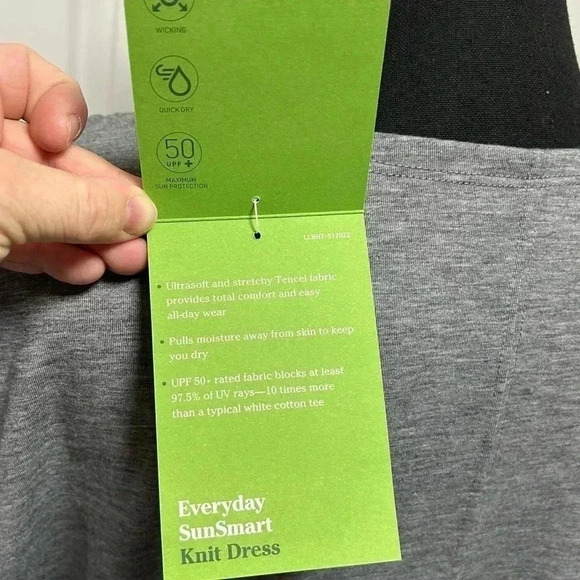 WICKING
QUICK DRY
50
UPF +
MAXIMUM
SUN PROTECTION
LLBHT-517022
• Ultrasoft and stretchy Tencel fabric
provides total comfort and easy
all-day wear
• Pulls moisture away from skin to keep
you dry
• UPF 50+ rated fabric blocks at least
97.5% of UV rays—10 times more
than a typical white cotton tee
Everyday
SunSmart
Knit Dress